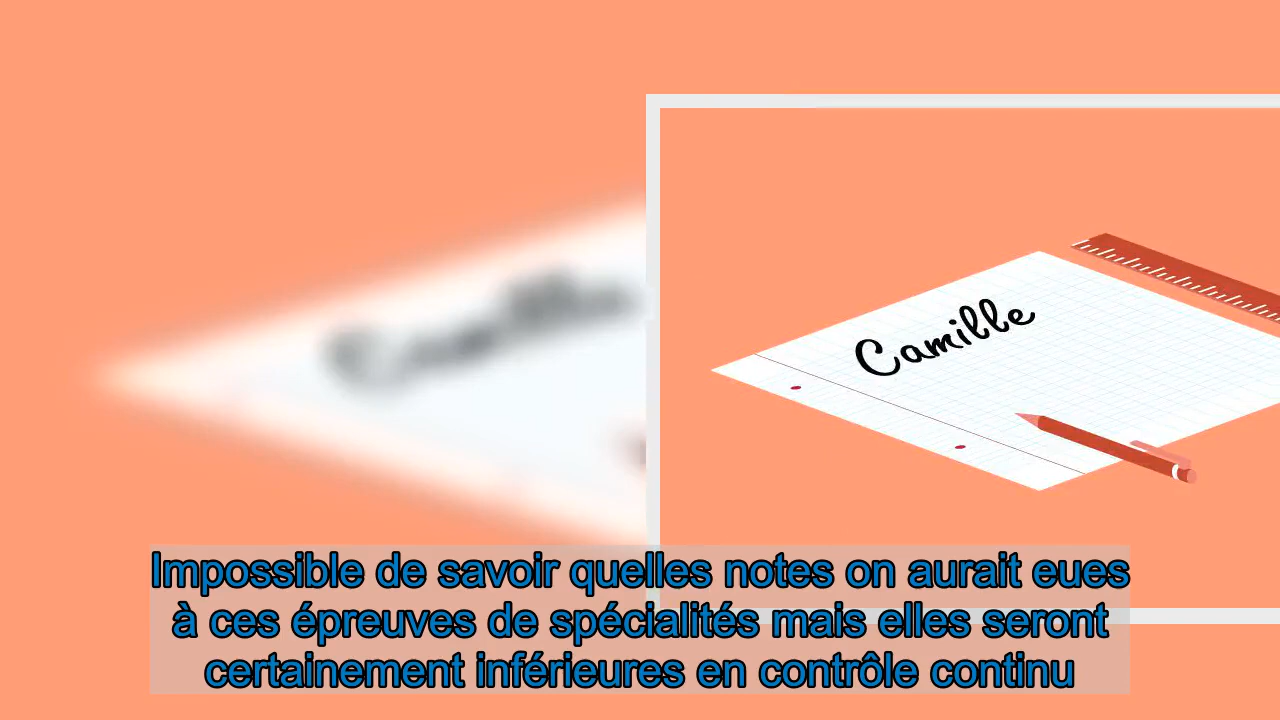 Camille
Impossible de savoir quelles notes on aurait eues
à ces épreuves de spécialités mais elles seront
certainement inférieures en contrôle continu